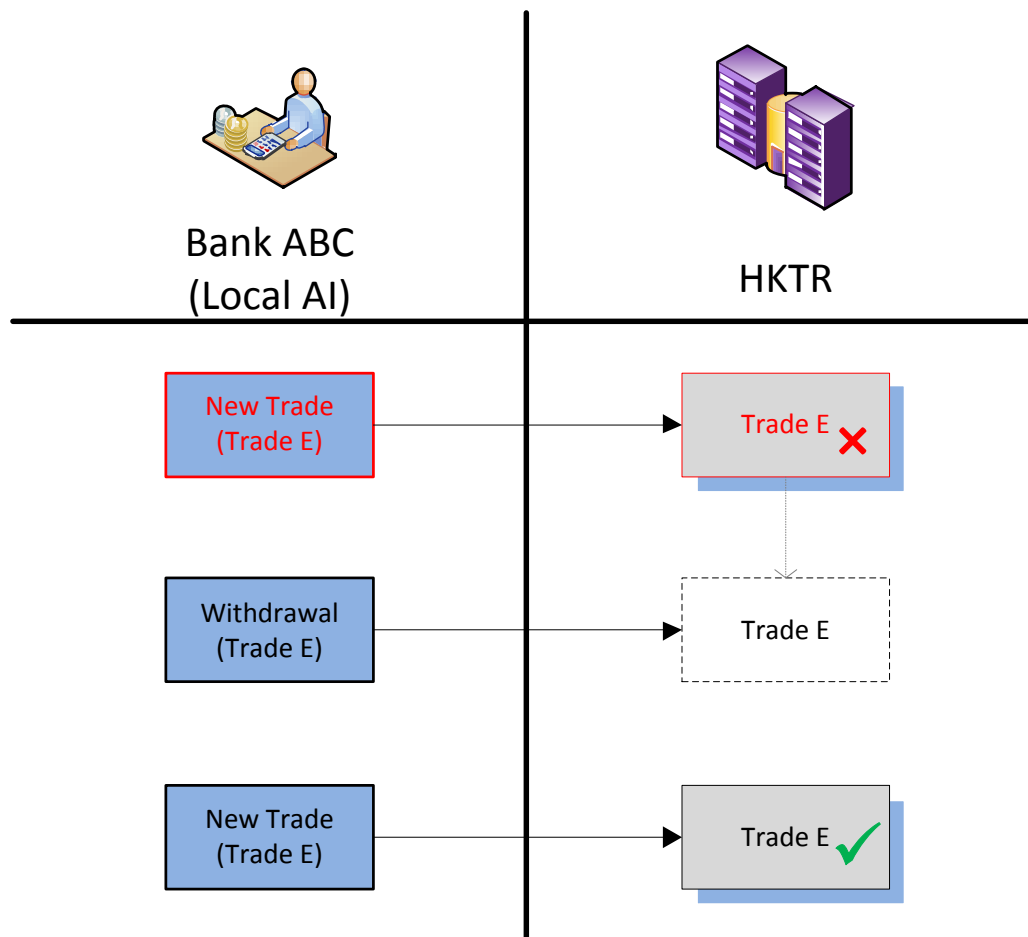 Bank ABC
(Local AI)
HKTR
New Trade
(Trade E)
Trade E
Withdrawal
(Trade E)
Trade E
New Trade
(Trade E)
Trade E